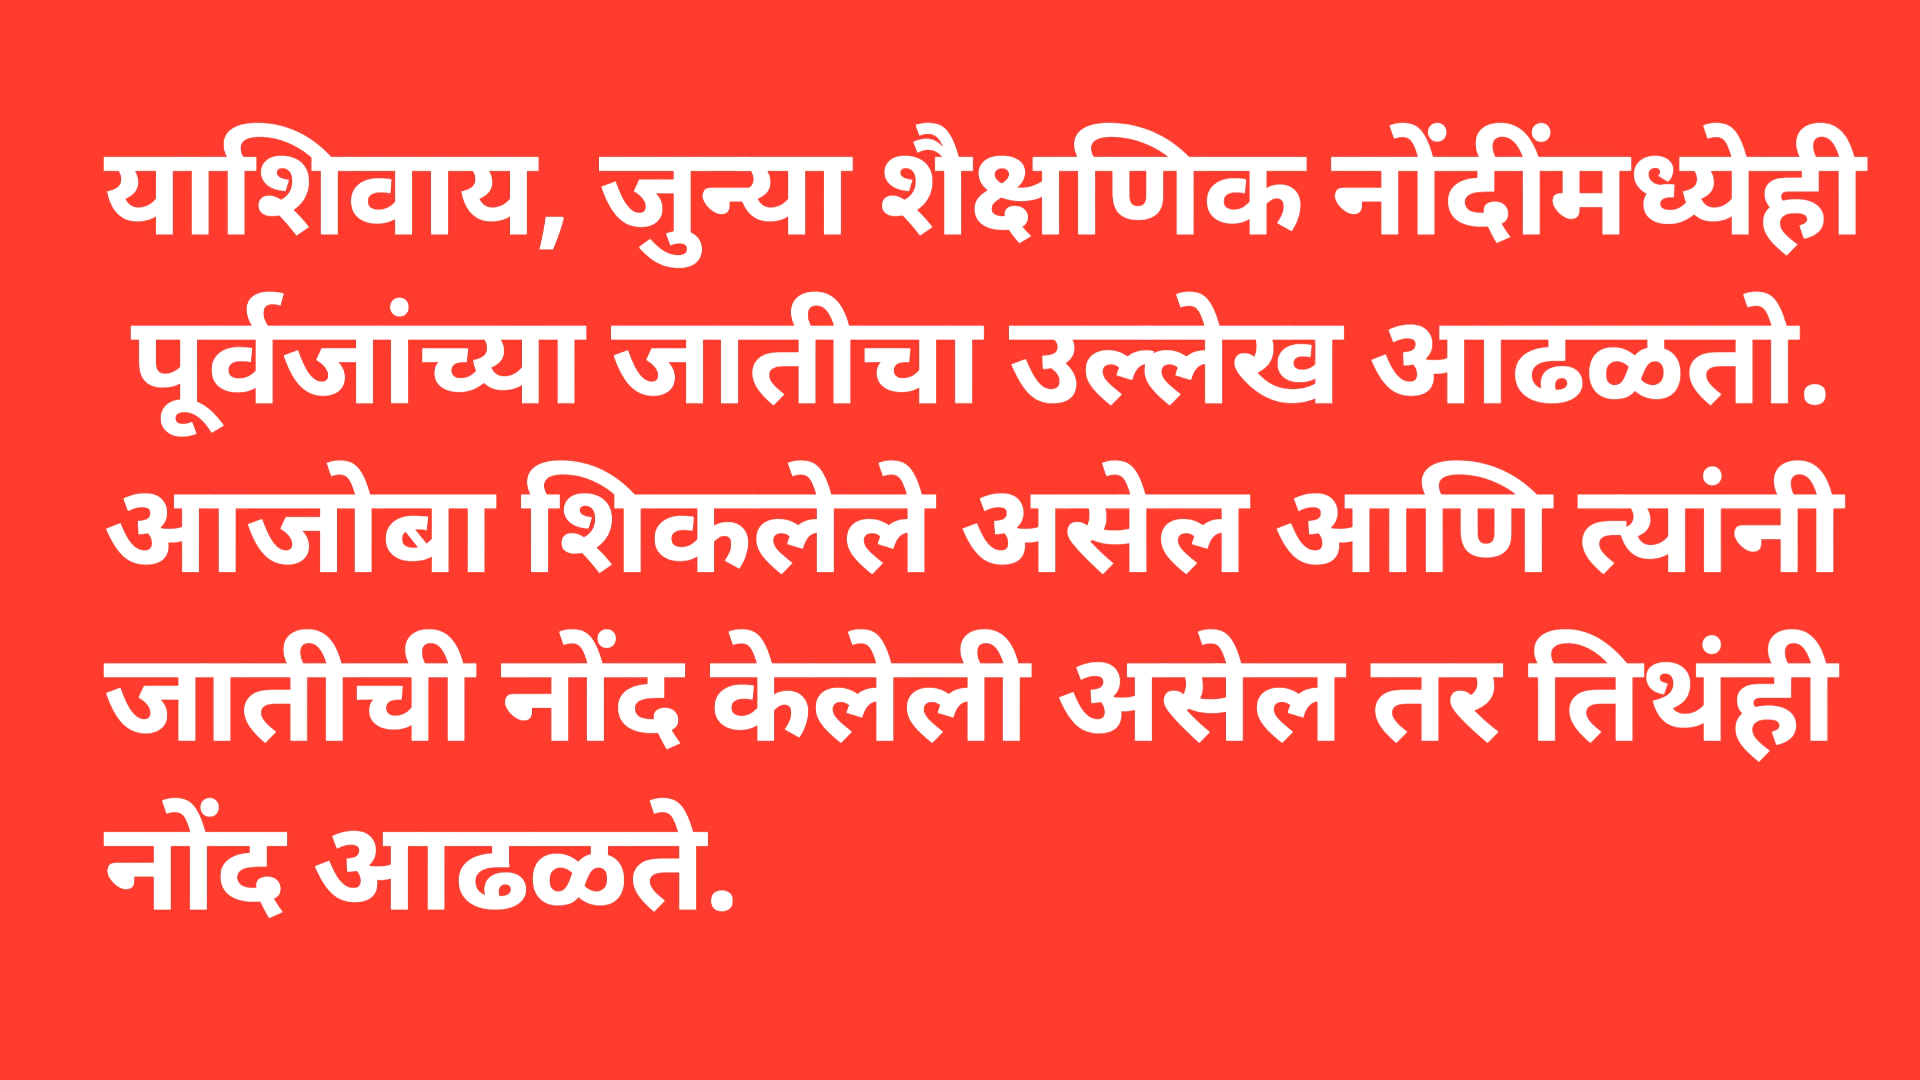 याशिवाय, जुन्या शैक्षणिक नोंदींमध्येही
पूर्वजांच्या जातीचा उल्लेख आढळतो.
आजोबा शिकलेले असेल आणि त्यांनी
जातीची नोंद केलेली असेल तर तिथंही
नोंद आढळते.